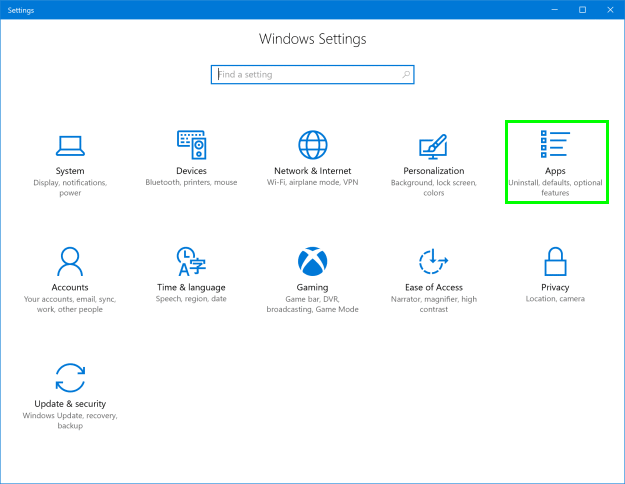 Settings
Windows Settings
Find a setting
System
Display, notifications,
power
Devices
Bluetooth, printers, mouse
Network & Internet
Wi-Fi, airplane mode, VPN
Personalization
Background, lock screen,
colors
Apps
Uninstall, defaults, optional
features
Accounts
Your accounts, email, sync,
work, other people
A字
Time & language
Speech, region, date
Gaming
Game bar, DVR,
broadcasting, Game Mode
Ease of Access
Narrator, magnifier, high
contrast
Privacy
Location, camera
Update & security
Windows Update, recovery,
backup